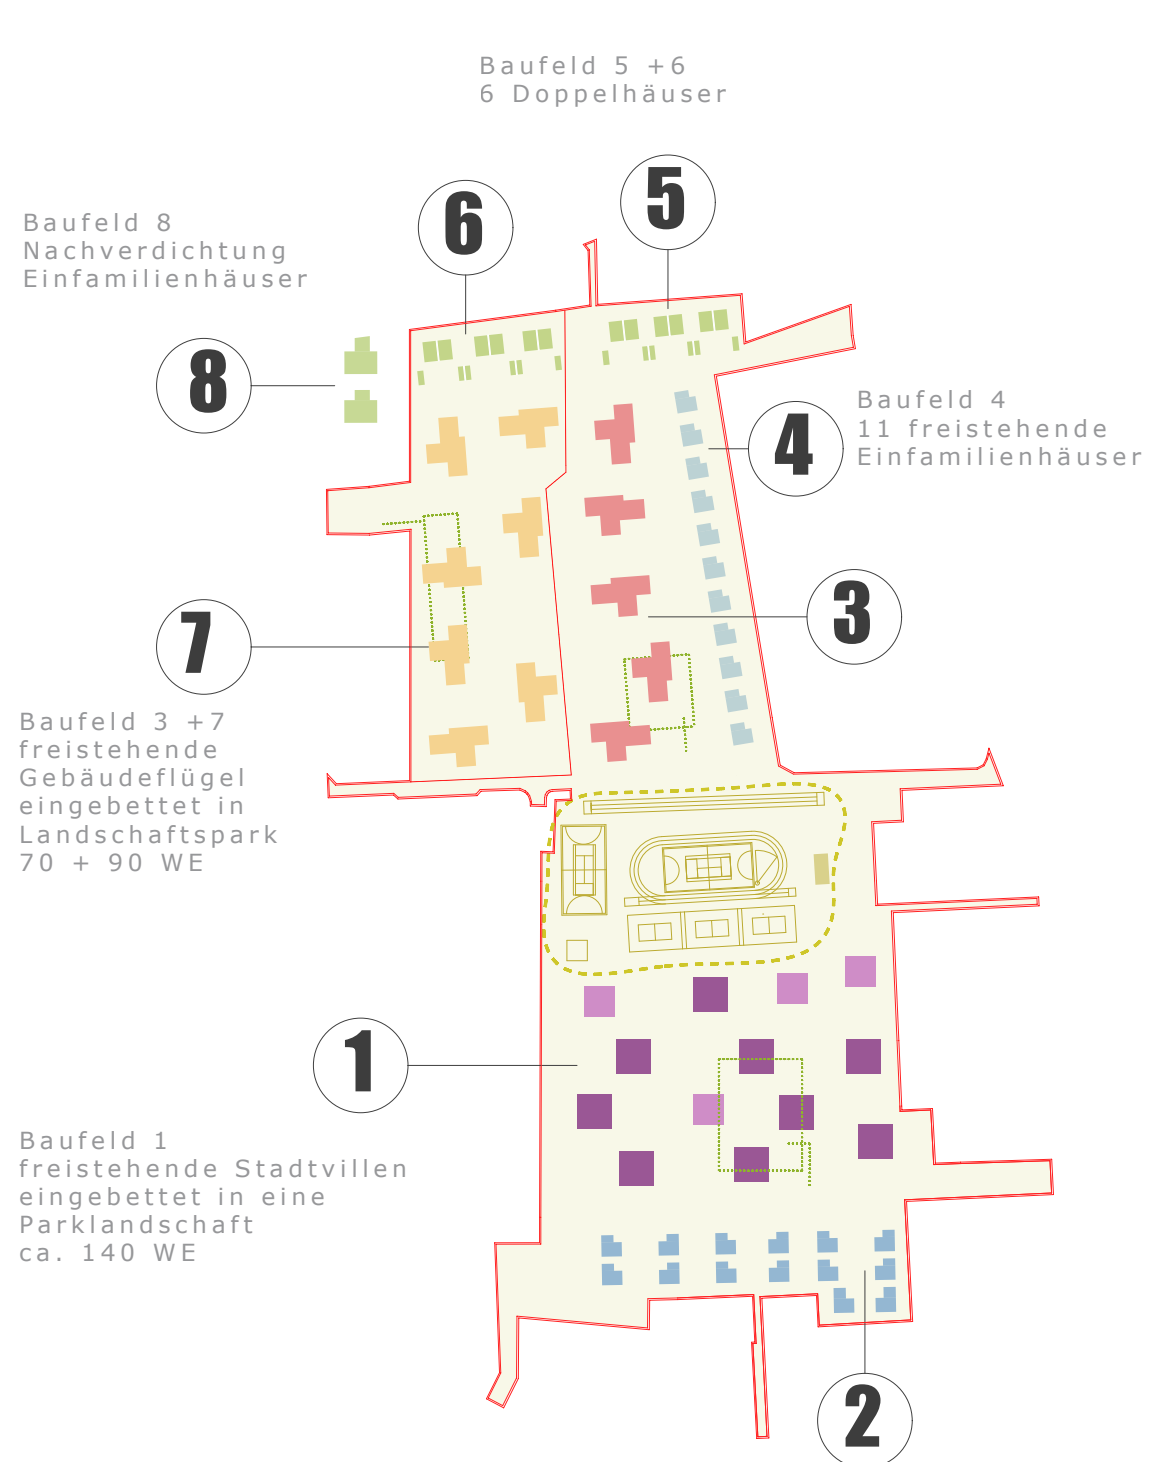 Baufeld 5 +6
6 Doppelhäuser
5
6
Baufeld 8
Nachverdichtung
Einfamilienhäuser
8
Baufeld 4
11 freistehende
Einfamilienhäuser
4
3
7
Baufeld 3 +7
freistehende
Gebäudeflügel
eingebettet in
Landschaftspark
70 + 90 WE
1
Baufeld 1
freistehende Stadtvillen
eingebettet in eine
Parklandschaft
ca. 140 WE
2